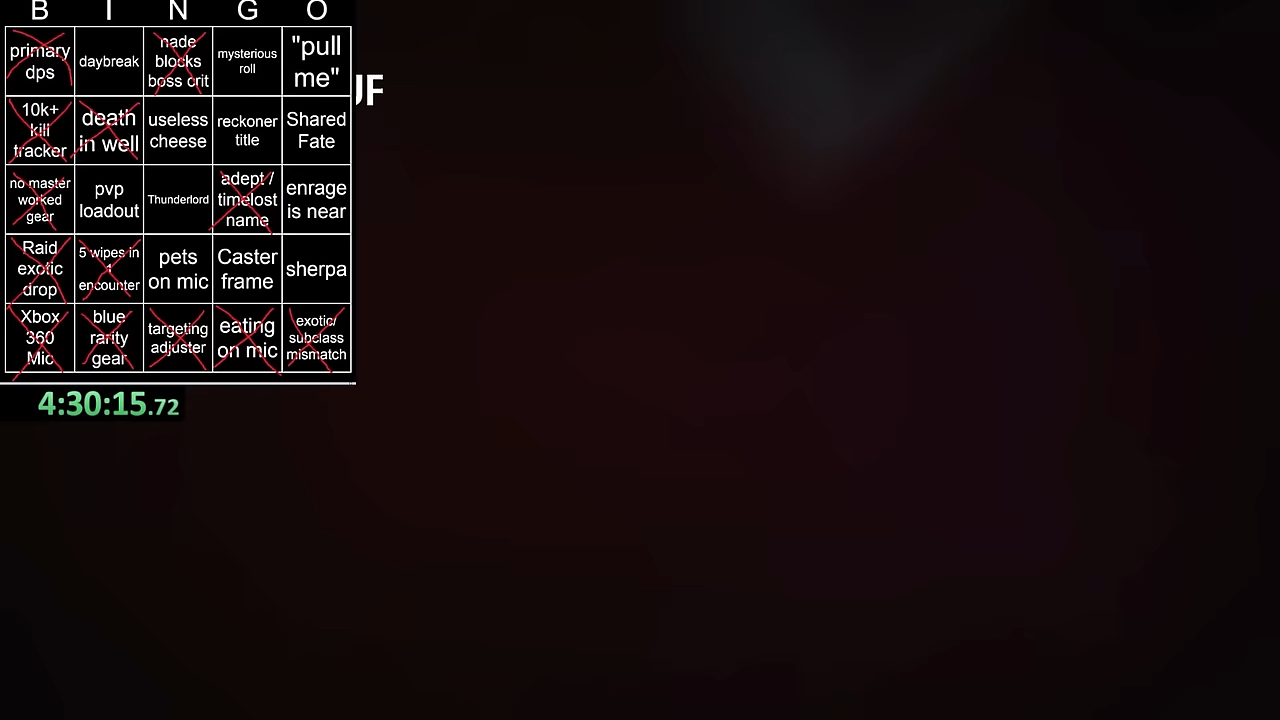 B I N G O
primary
dps
daybreak
nade
blocks
boss crit
mysterious
roll
"pull
me"
10k+
kill
tracker
death
in well
useless
cheese
reckoner
title
Shared
Fate
no master
worked
gear
pvp
loadout
Thunderlord
adept /
timelost
name
enrage
is near
Raid
exotic
drop
5 wipes in
1
encounter
pets
on mic
Caster
frame
sherpa
Xbox
360
Mic
blue
rarity
gear
targeting
adjuster
eating
on mic
exotic/
subclass
mismatch
4:30:15.72